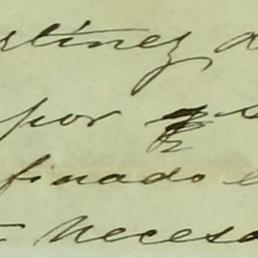 rtínez d
por
finado e
necesa